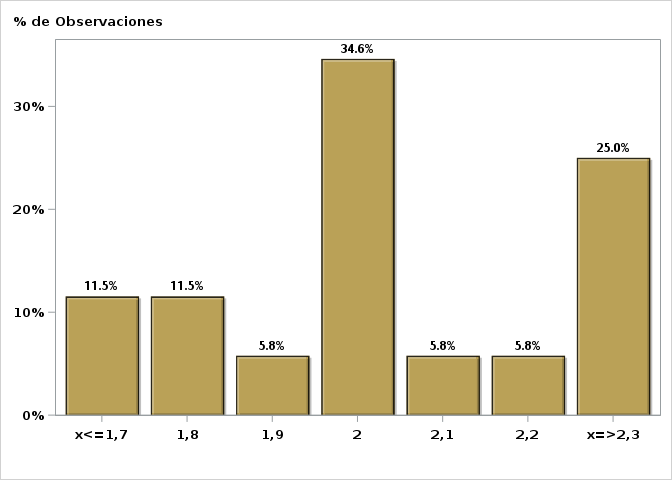 % de Observaciones
34.6%
30%
25.0%
20%
11.5% 11.5%
10%
5.8% 5.8% 5.8%
0%
x<=1,7 1,8 1,9 2 2,1 2,2 x=>2,3